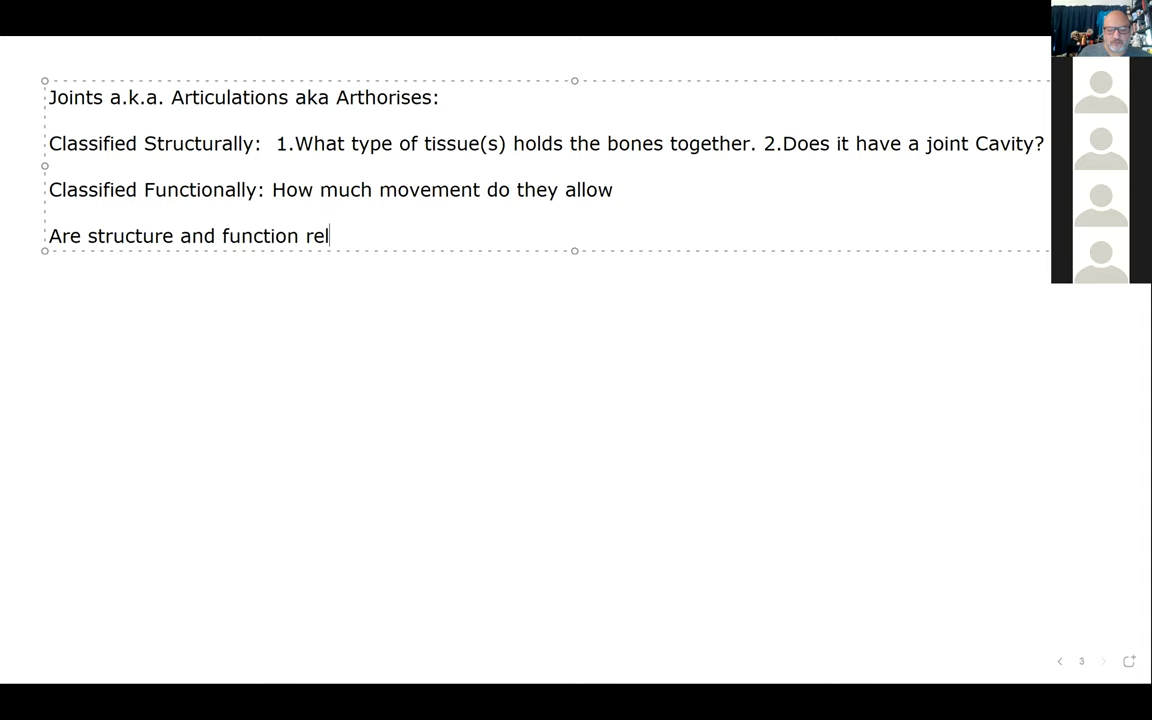 Joints a.k.a. Articulations aka Arthorises:
Classified Structurally: 1.What type of tissue(s) holds the bones together. 2.Does it have a joint Cavity?
Classified Functionally: How much movement do they allow
Are structure and function rel
3